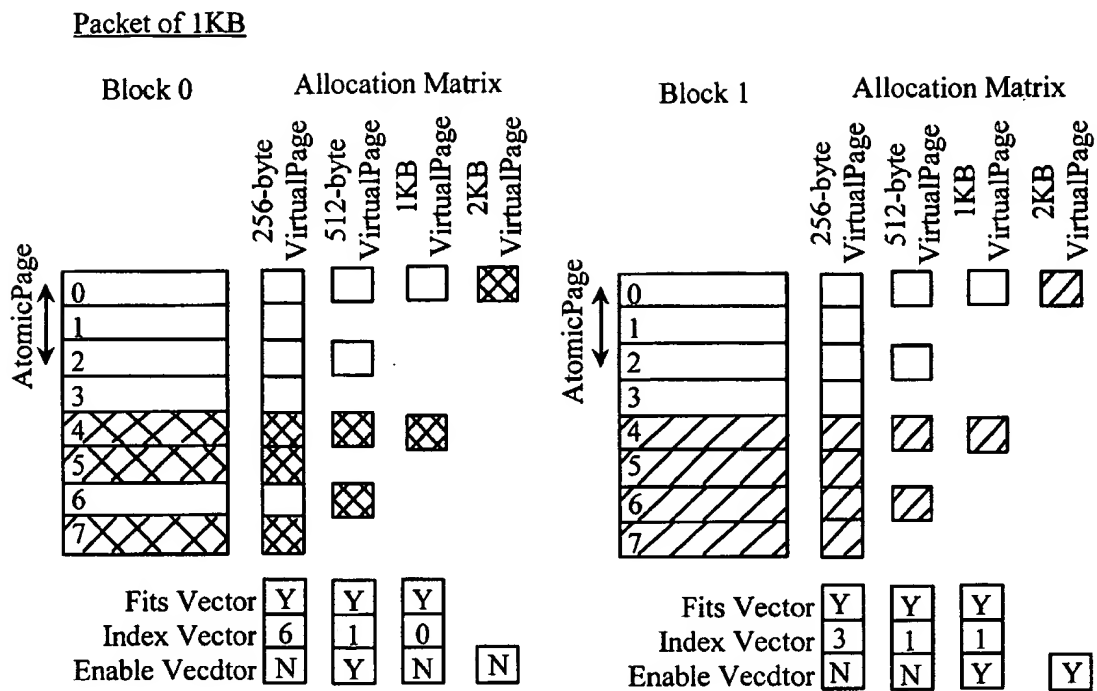 Packet of 1KB
Block 0
Allocation Matrix
256-byte
VirtualPage
512-byte
VirtualPage
1KB
VirtualPage
2KB
VirtualPage
AtomicPage
0
1
2
3
4
5
6
7
Fits Vector Y Y Y
Index Vector 6 1 0
Enable Vecdtor N Y N N
Block 1
Allocation Matrix
256-byte
VirtualPage
512-byte
VirtualPage
1KB
VirtualPage
2KB
VirtualPage
AtomicPage
0
1
2
3
4
5
6
7
Fits Vector Y Y Y
Index Vector 3 1 1
Enable Vecdtor N N Y Y